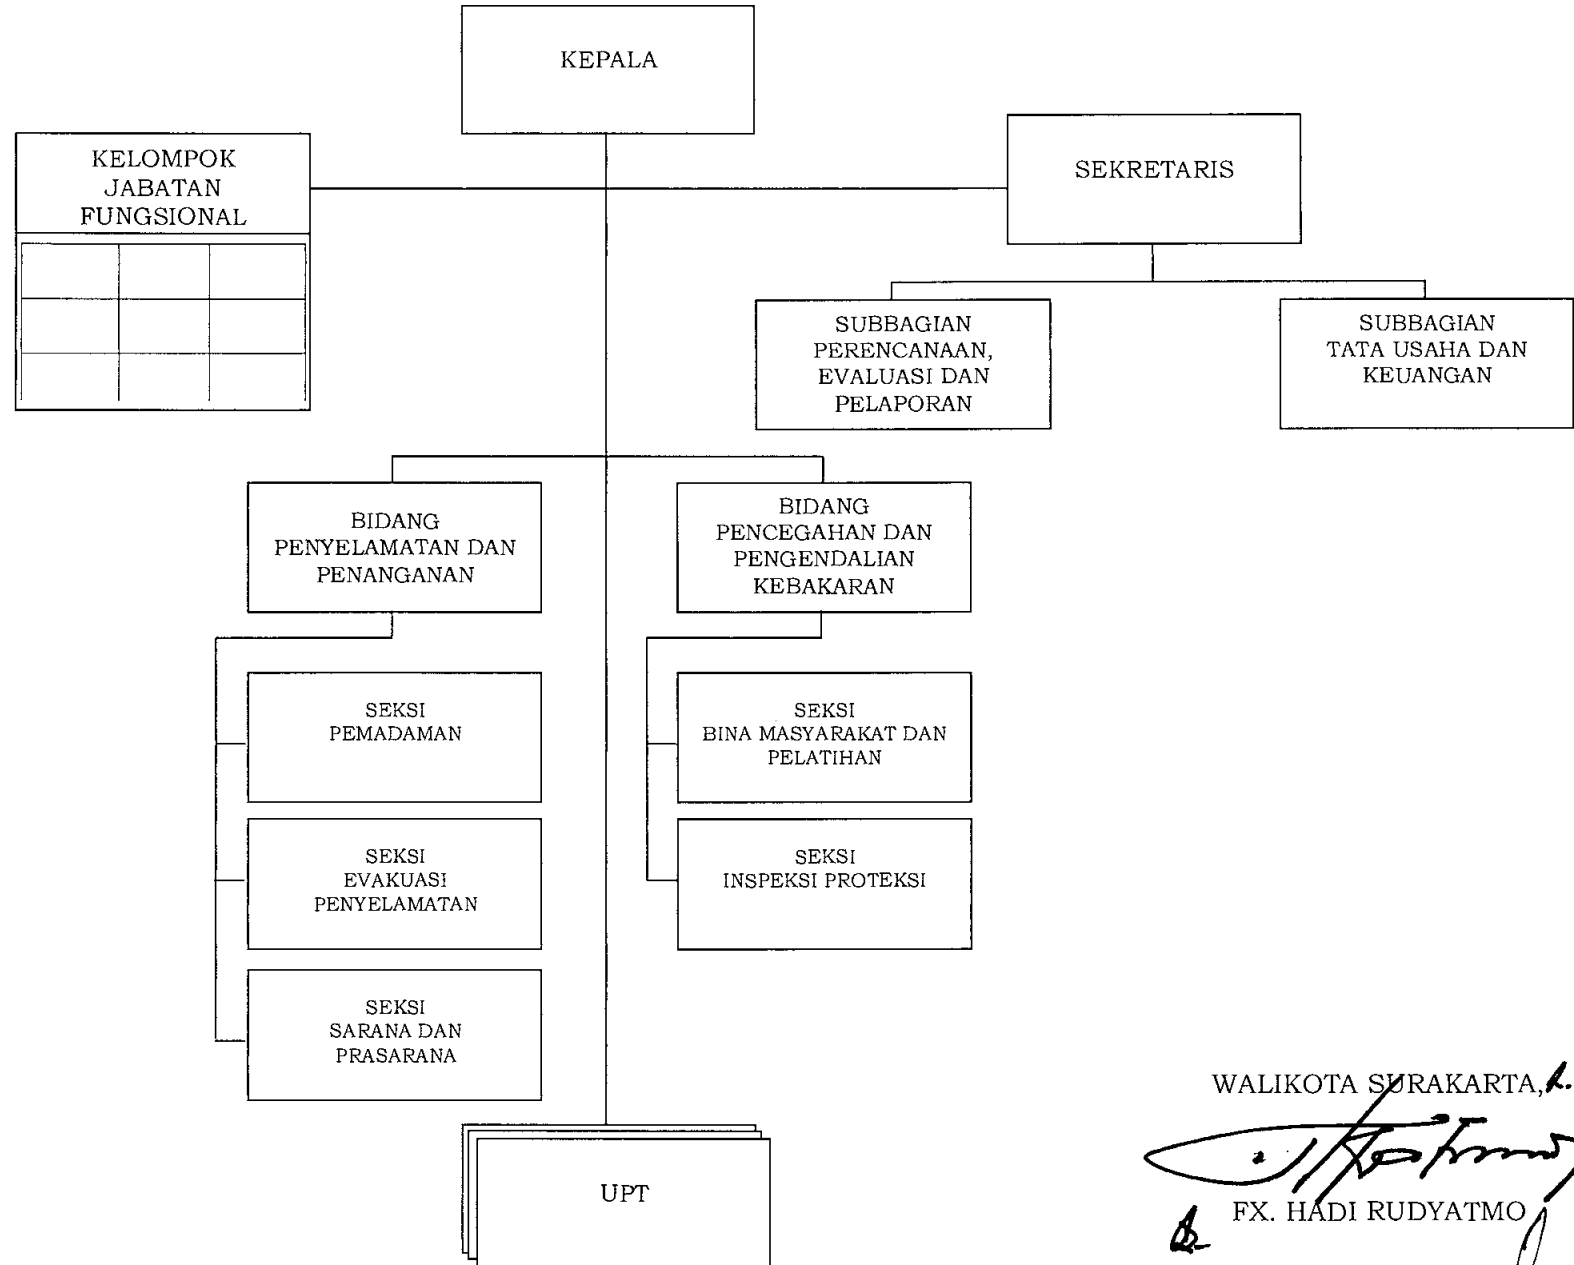 KEPALA
KELOMPOK
JABATAN
FUNGSIONAL
SEKRETARIS
SUBBAGIAN
PERENCANAAN,
EVALUASI DAN
PELAPORAN
SUBBAGIAN
TATA USAHA DAN
KEUANGAN
BIDANG
PENYELAMATAN DAN
PENANGANAN
BIDANG
PENCEGAHAN DAN
PENGENDALIAN
KEBAKARAN
SEKSI
PEMADAMAN
SEKSI
BINA MASYARAKAT DAN
PELATIHAN
SEKSI
EVAKUASI
PENYELAMATAN
SEKSI
INSPEKSI PROTEKSI
SEKSI
SARANA DAN
PRASARANA
UPT
WALIKOTA SURAKARTA,
FX. HADI RUDYATMO